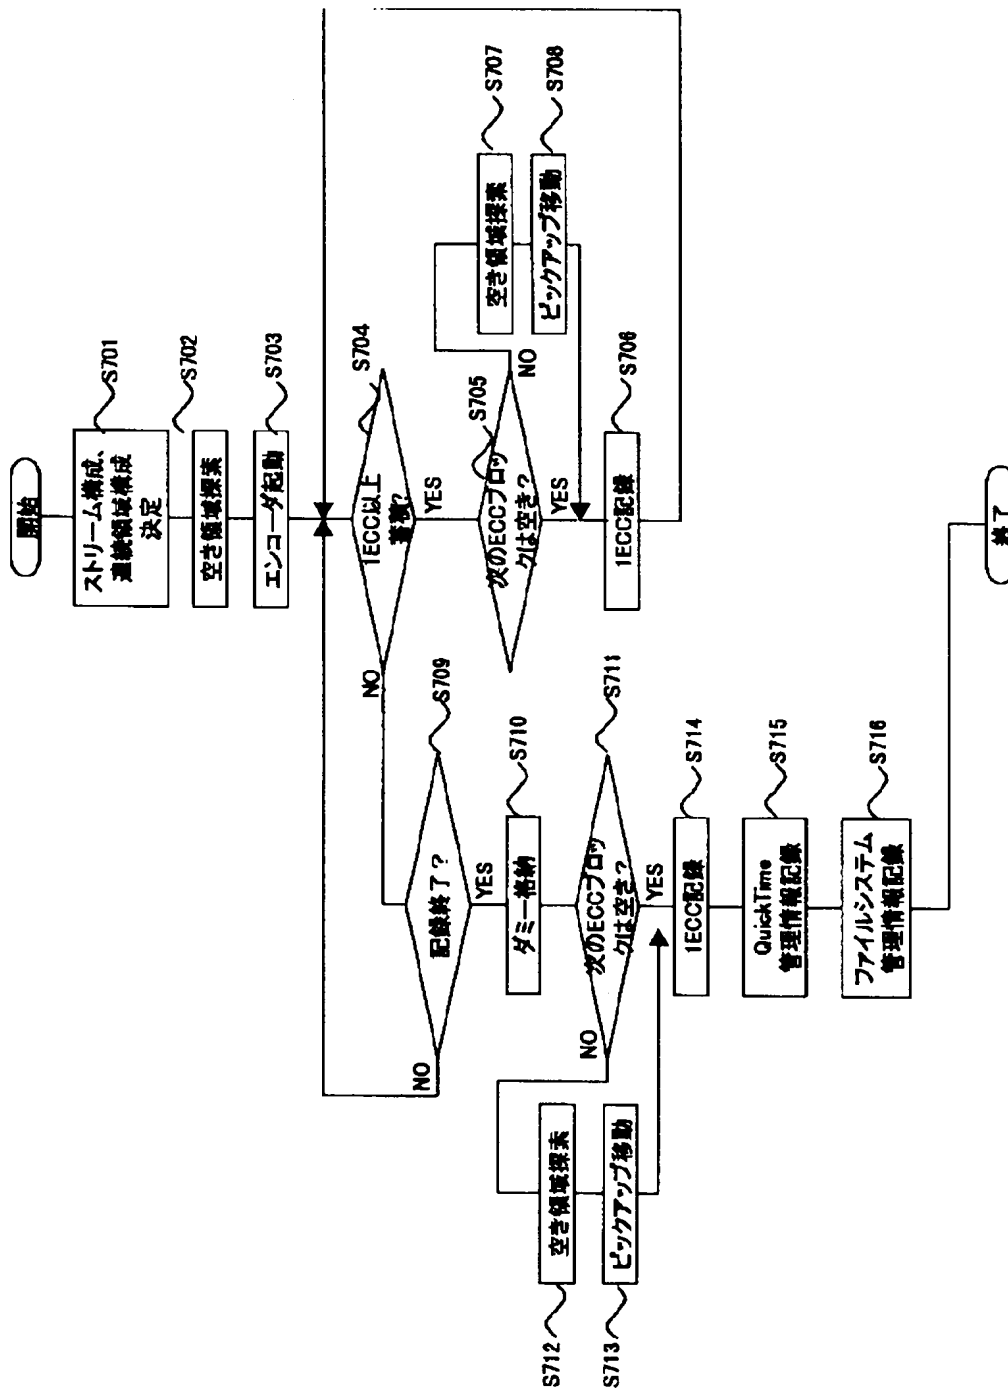 開始
ストリーム構成、
連続領域構成
決定
S701
空き領域探索
S702
エンコーダ起動
S703
1ECC以上
蓄積?
S704
YES
NO
次のECCブロッ
クは空き?
S705
YES
NO
1ECC記録
S706
空き領域探索
S707
ピックアップ移動
S708
記録終了?
S709
YES
NO
ダミー格納
S710
次のECCブロッ
クは空き?
S711
YES
NO
空き領域探索
S712
ピックアップ移動
S713
1ECC記録
S714
QuickTime
管理情報記録
S715
ファイルシステム
管理情報記録
S716
終了